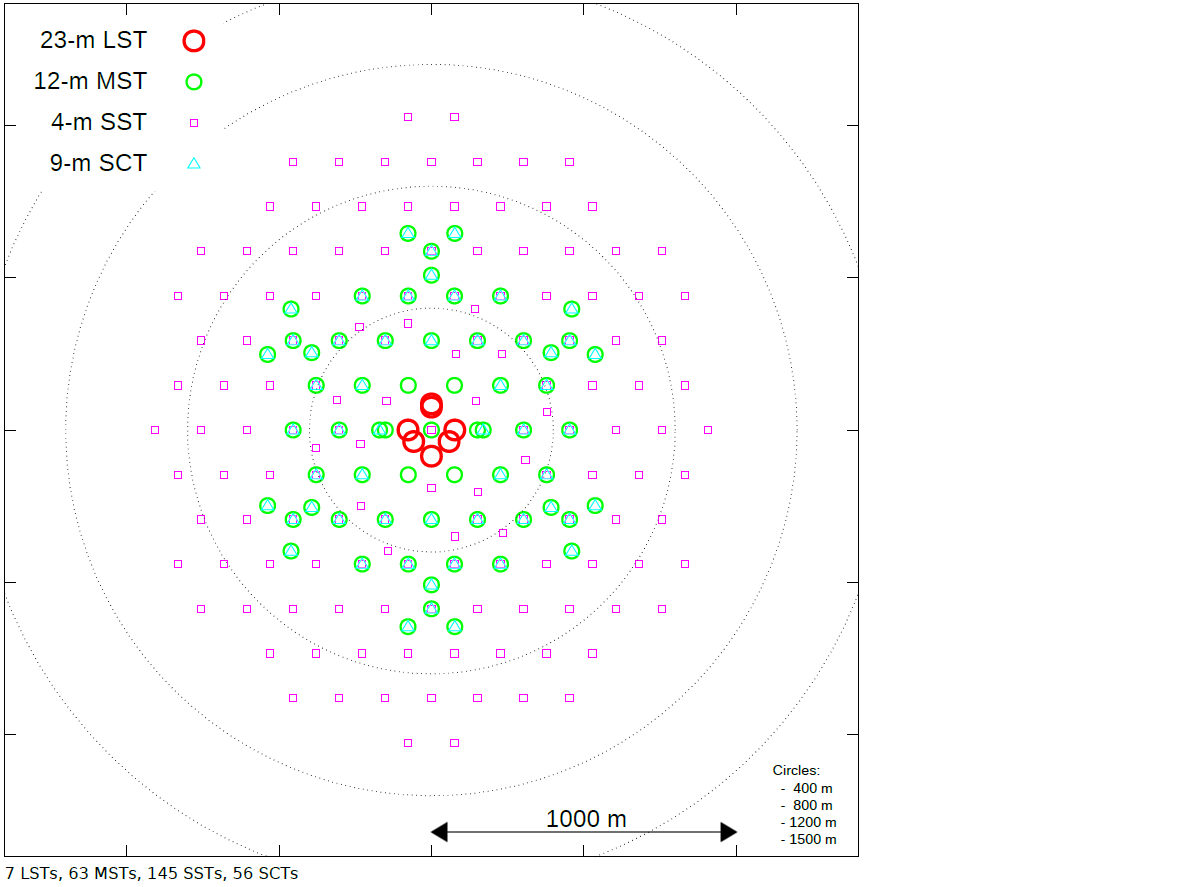 23-m LST
12-m MST
4-m SST
9-m SCT
Circles:
- 400 m
- 800 m
- 1200 m
- 1500 m
1000 m
7 LSTs, 63 MSTs, 145 SSTs, 56 SCTs